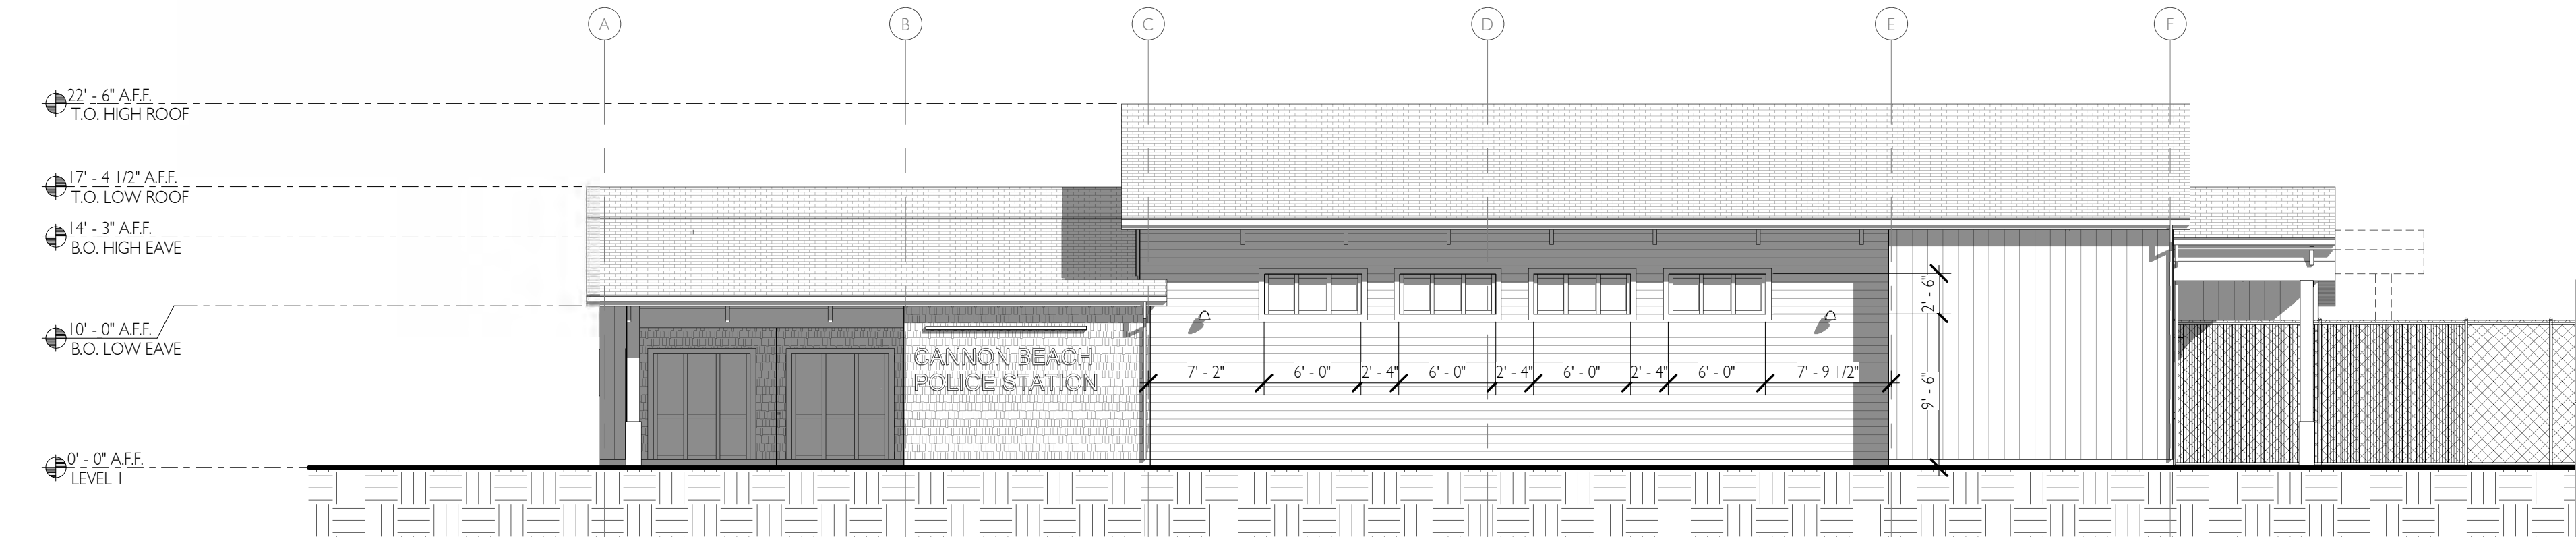 A B C D E F
22' - 6" A.F.F.
T.O. HIGH ROOF
17' - 4 1/2" A.F.F.
T.O. LOW ROOF
14' - 3" A.F.F.
B.O. HIGH EAVE
10' - 0" A.F.F.
B.O. LOW EAVE
0' - 0" A.F.F.
LEVEL 1
CANNON BEACH
POLICE STATION
7' - 2" 6' - 0" 2' - 4" 6' - 0" 2' - 4" 6' - 0" 2' - 4" 6' - 0" 7' - 9 1/2"
2' - 6"
9' - 6"